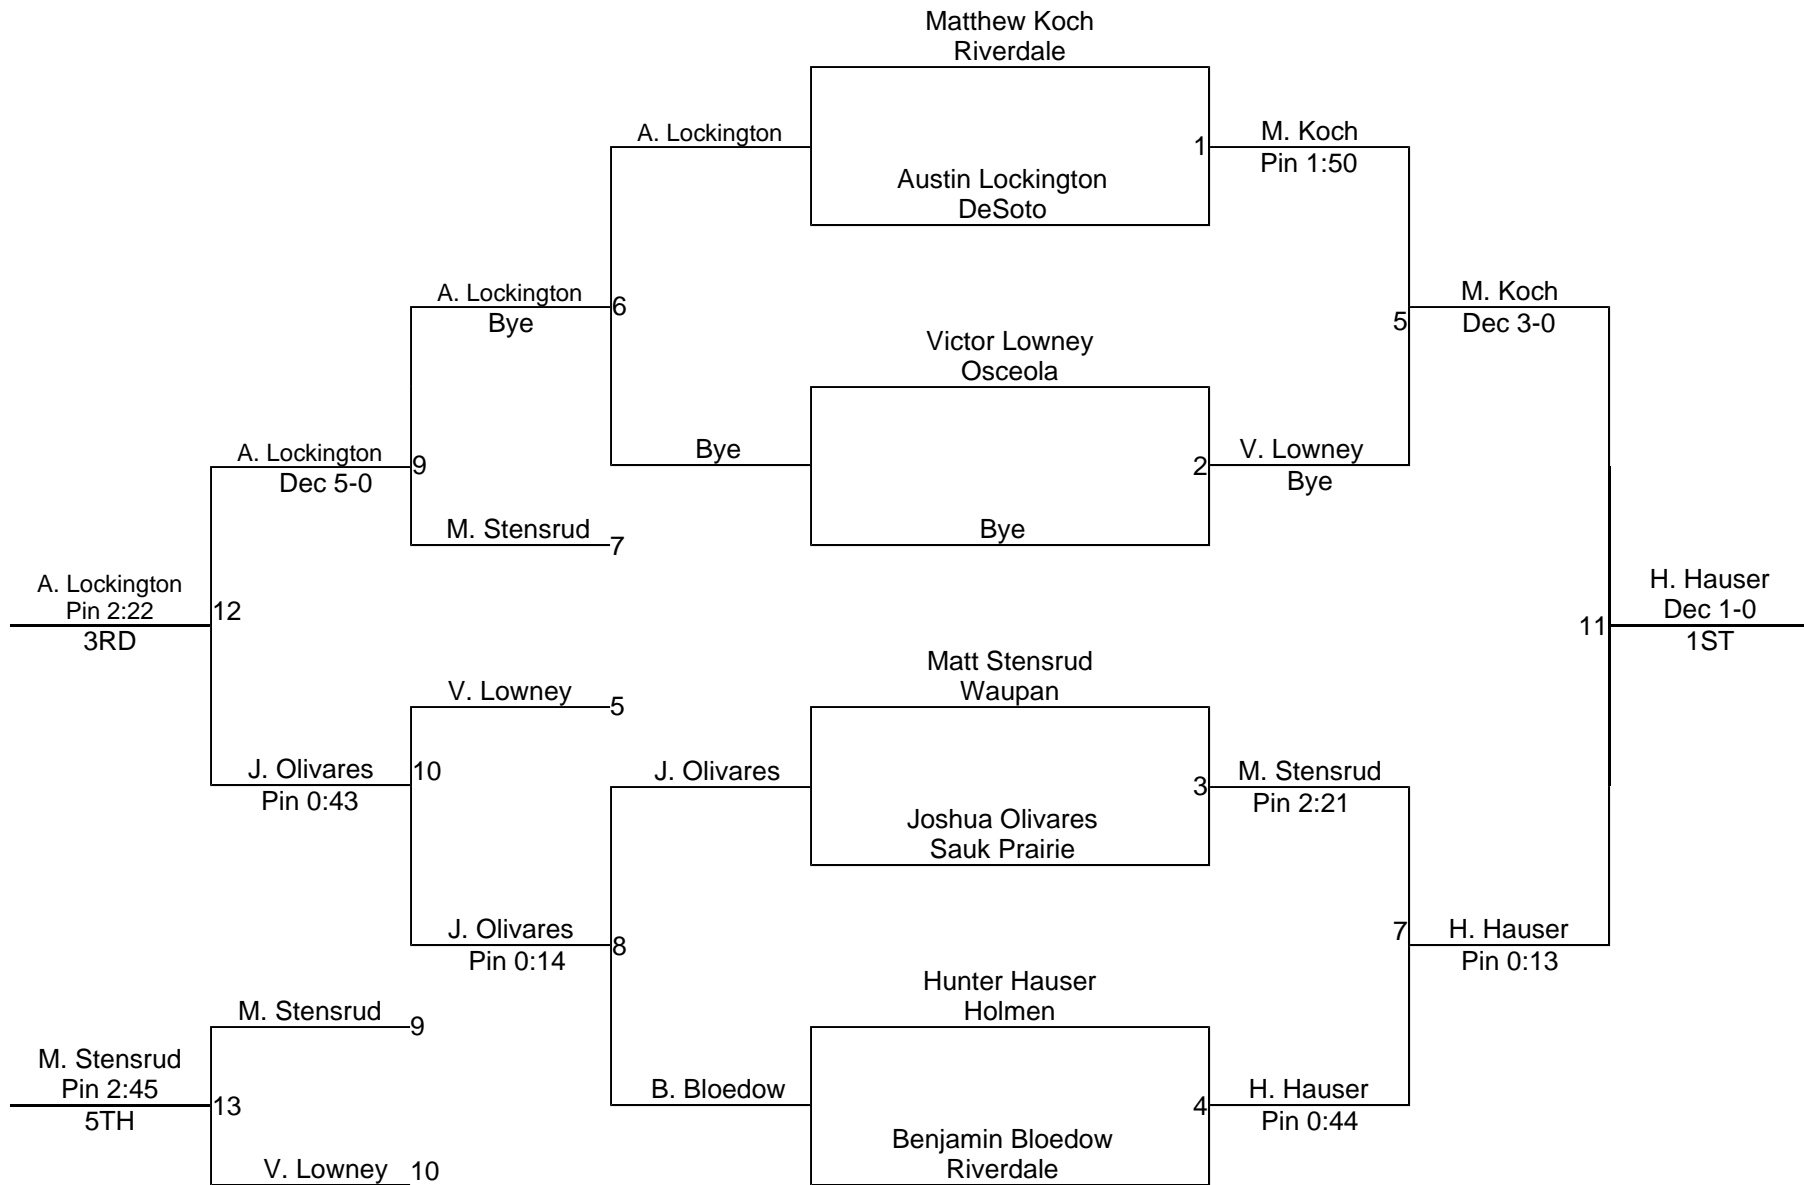 Matthew Koch
Riverdale
A. Lockington
1
M. Koch
Pin 1:50
Austin Lockington
DeSoto
A. Lockington
Bye
6
M. Koch
Dec 3-0
5
Victor Lowney
Osceola
A. Lockington
Dec 5-0
9
Bye
2
V. Lowney
Bye
M. Stensrud
7
Bye
A. Lockington
Pin 2:22
3RD
12
H. Hauser
Dec 1-0
1ST
11
Matt Stensrud
Waupan
V. Lowney
5
J. Olivares
Pin 0:43
10
J. Olivares
3
M. Stensrud
Pin 2:21
Joshua Olivares
Sauk Prairie
J. Olivares
Pin 0:14
8
7
H. Hauser
Pin 0:13
Hunter Hauser
Holmen
M. Stensrud
9
M. Stensrud
Pin 2:45
5TH
13
B. Bloedow
4
H. Hauser
Pin 0:44
Benjamin Bloedow
Riverdale
V. Lowney
10